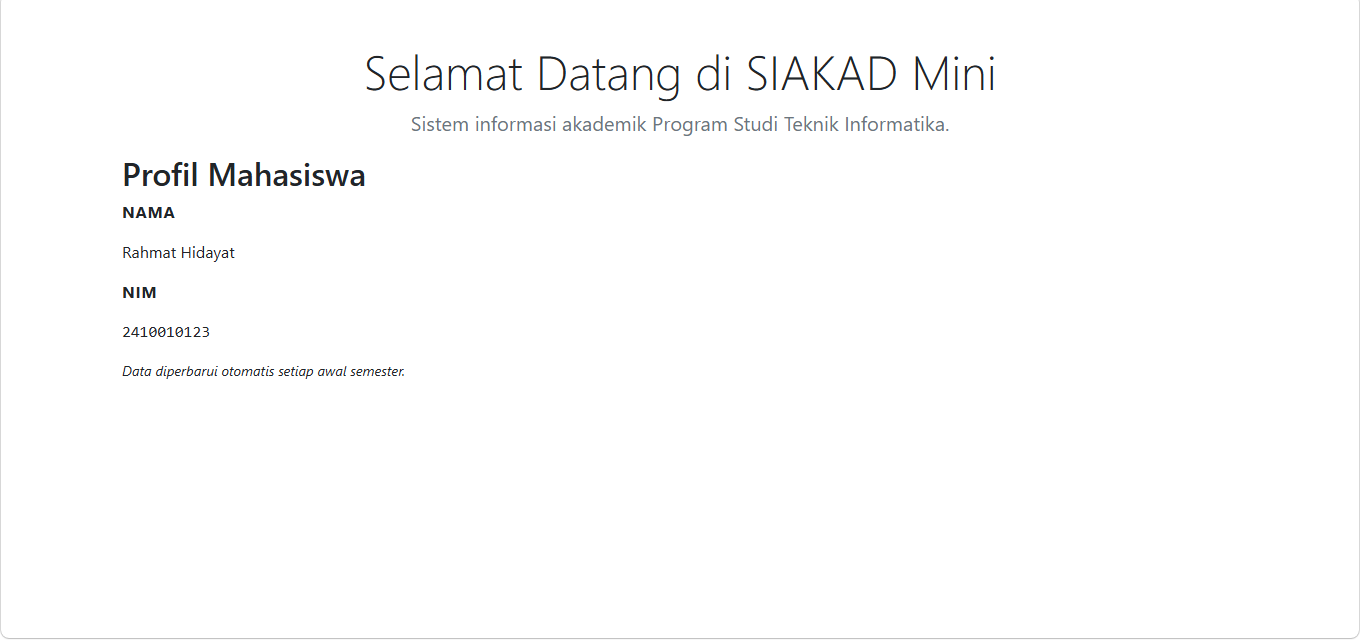 Selamat Datang di SIAKAD Mini
Sistem informasi akademik Program Studi Teknik Informatika.
Profil Mahasiswa
NAMA
Rahmat Hidayat
NIM
2410010123
Data diperbarui otomatis setiap awal semester.